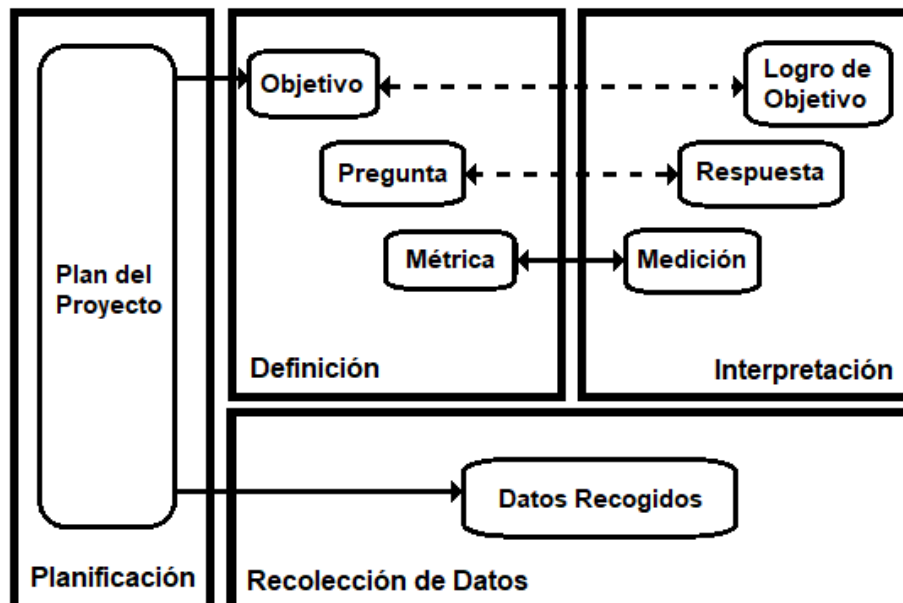 Plan del
Proyecto
Planificación
Objetivo
Pregunta
Métrica
Definición
Logro de
Objetivo
Respuesta
Medición
Interpretación
Datos Recogidos
Recolección de Datos